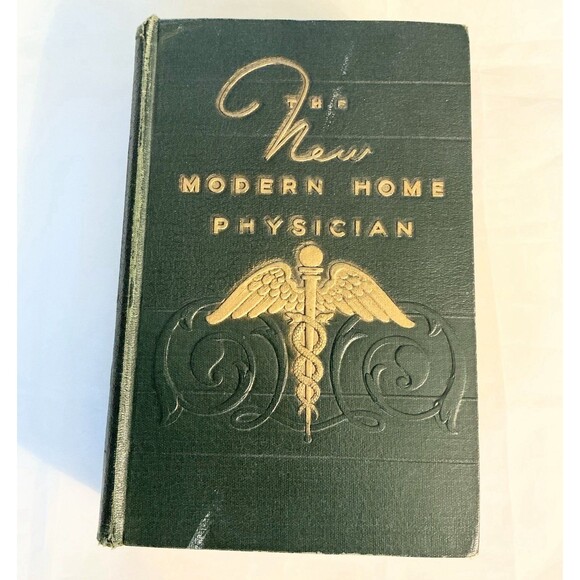 THE
New
MODERN HOME
PHYSICIAN